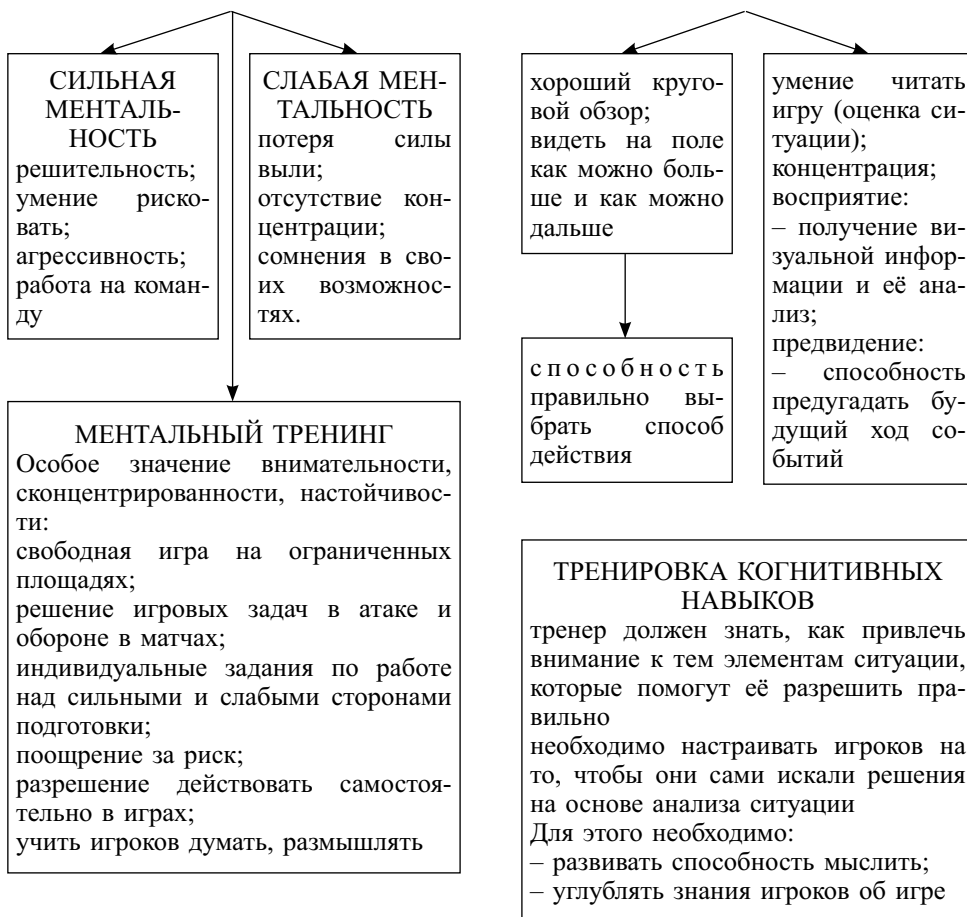 СИЛЬНАЯ
МЕНТАЛЬ-
НОСТЬ
решительность;
умение риско-
вать;
агрессивность;
работа на коман-
ду
СЛАБАЯ МЕН-
ТАЛЬНОСТЬ
потеря силы
выли;
отсутствие кон-
центрации;
сомнения в сво-
их возможнос-
тях.
МЕНТАЛЬНЫЙ ТРЕНИНГ
Особое значение внимательности,
сконцентрированности, настойчивос-
ти:
свободная игра на ограниченных
площадях;
решение игровых задач в атаке и
обороне в матчах;
индивидуальные задания по работе
над сильными и слабыми сторонами
подготовки;
поощрение за риск;
разрешение действовать самостоя-
тельно в играх;
учить игроков думать, размышлять
хороший круго-
вой обзор;
видеть на поле
как можно боль-
ше и как можно
дальше
способность
правильно вы-
брать способ
действия
умение читать
игру (оценка си-
туации);
концентрация;
восприятие:
– получение ви-
зуальной инфор-
мации и её ана-
лиз;
предвидение:
– способность
предугадать бу-
дущий ход со-
бытий
ТРЕНИРОВКА КОГНИТИВНЫХ
НАВЫКОВ
тренер должен знать, как привлечь
внимание к тем элементам ситуации,
которые помогут её разрешить пра-
вильно
необходимо настраивать игроков на
то, чтобы они сами искали решения
на основе анализа ситуации
Для этого необходимо:
– развивать способность мыслить;
– углублять знания игроков об игре